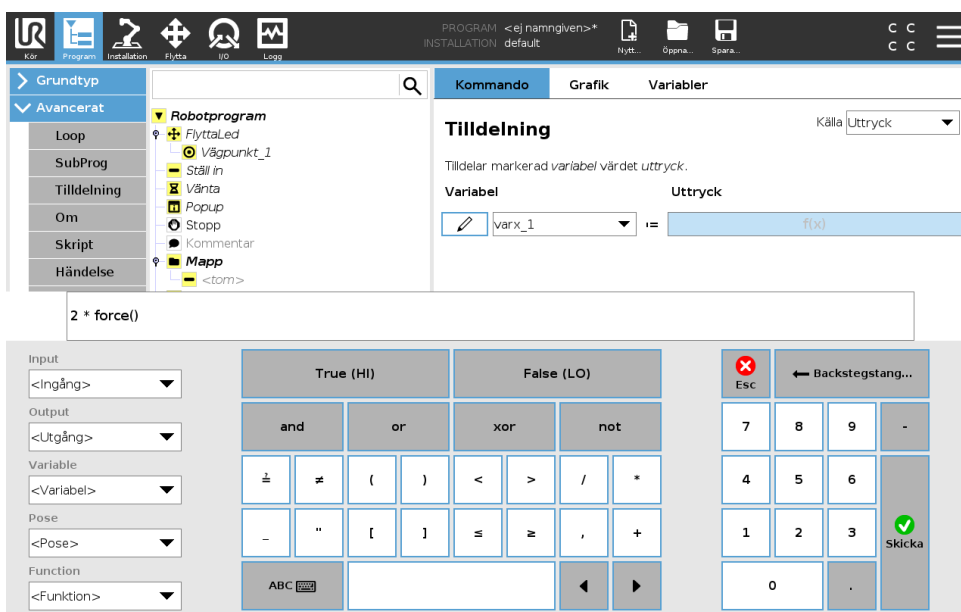 PROGRAM <ej namngiven>*
INSTALLATION default
Kör Program Installation Flytta I/O Logg Nytt... Öppna... Spara...
C C
C C
Grundtyp
Avancerat
Loop
SubProg
Tilldelning
Om
Skript
Händelse
Robotprogram
FlyttaLed
Vägpunkt_1
Ställ in
Vänta
Popup
Stopp
Kommentar
Mapp
<tom>
Kommando Grafik Variabler
Tilldelning
Källa Uttryck
Tilldelar markerad variabel värdet uttryck.
Variabel Uttryck
varx_1 := f(x)
2 * force()
Input
<Ingång>
Output
<Utgång>
Variable
<Variabel>
Pose
<Pose>
Function
<Funktion>
True (HI) False (LO)
and or xor not
≟ ≠ ( ) < > / *
_ " [ ] ≤ ≥ , +
ABC
Esc Backstegstang...
7 8 9 -
4 5 6
1 2 3 Skicka
0 .